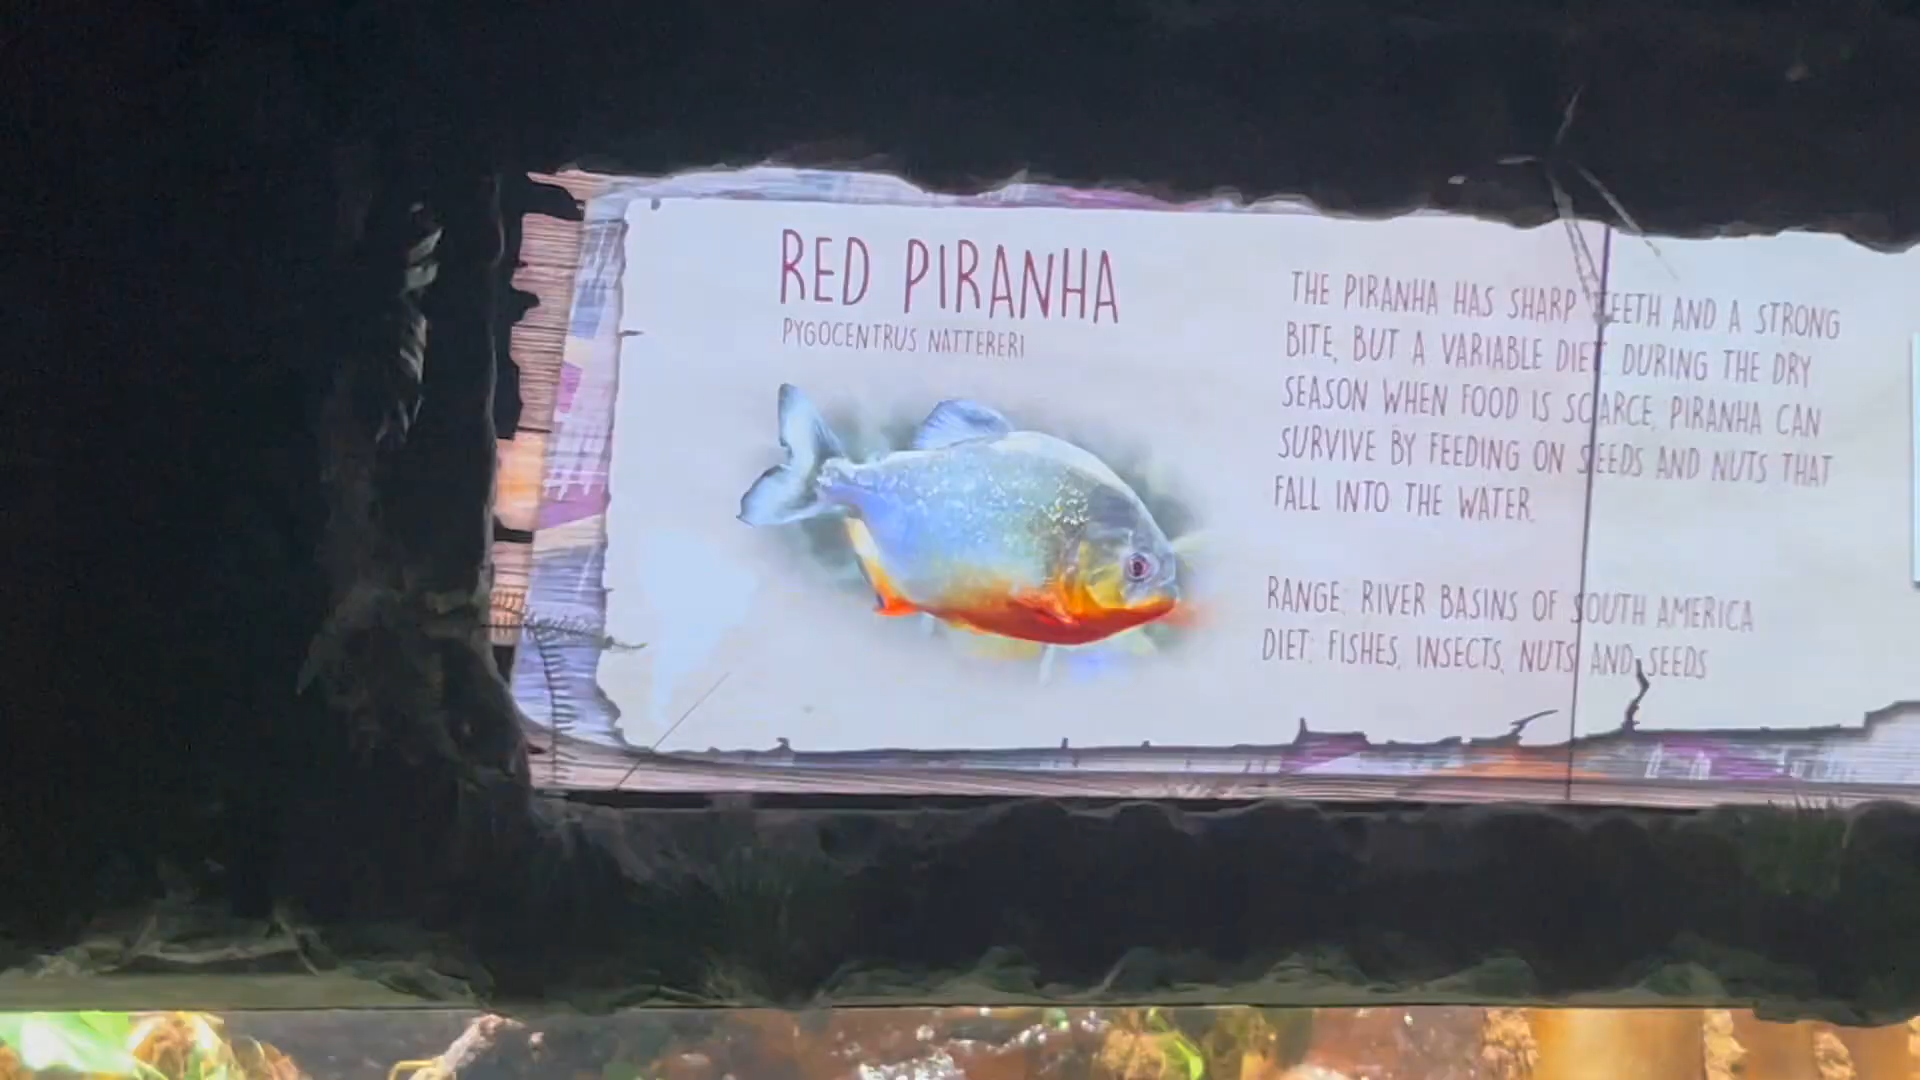 RED PIRANHA
PYGOCENTRUS NATTERERI
THE PIRANHA HAS SHARP TEETH AND A STRONG
BITE, BUT A VARIABLE DIET. DURING THE DRY
SEASON WHEN FOOD IS SCARCE, PIRANHA CAN
SURVIVE BY FEEDING ON SEEDS AND NUTS THAT
FALL INTO THE WATER.
RANGE: RIVER BASINS OF SOUTH AMERICA
DIET: FISHES, INSECTS, NUTS AND SEEDS